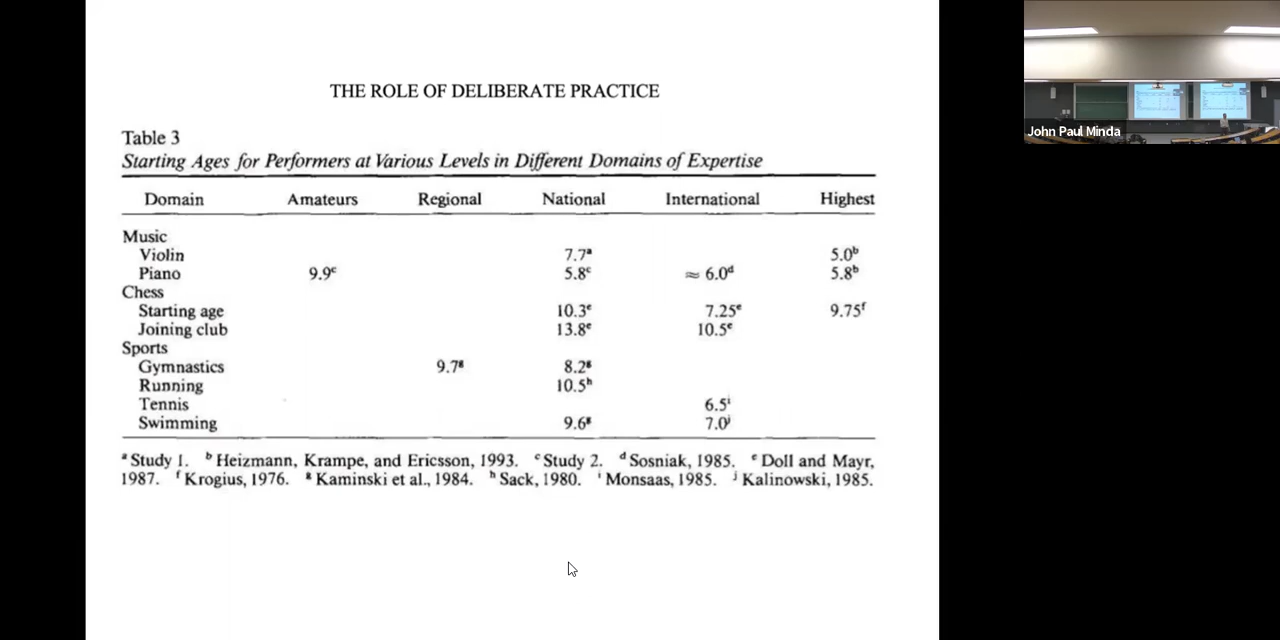 THE ROLE OF DELIBERATE PRACTICE
Table 3
Starting Ages for Performers at Various Levels in Different Domains of Expertise
Domain Amateurs Regional National International Highest
Music
Violin 7.7ª 5.0ᵇ
Piano 9.9ᶜ 5.8ᶜ ≈ 6.0ᵈ 5.8ᵇ
Chess
Starting age 10.3ᵉ 7.25ᵉ 9.75ᶠ
Joining club 13.8ᵉ 10.5ᵉ
Sports
Gymnastics 9.7ᵍ 8.2ᵍ
Running 10.5ʰ
Tennis 6.5ⁱ
Swimming 9.6ᵍ 7.0ʲ
ª Study 1. ᵇ Heizmann, Krampe, and Ericsson, 1993. ᶜ Study 2. ᵈ Sosniak, 1985. ᵉ Doll and Mayr,
1987. ᶠ Krogius, 1976. ᵍ Kaminski et al., 1984. ʰ Sack, 1980. ⁱ Monsaas, 1985. ʲ Kalinowski, 1985.
John Paul Minda